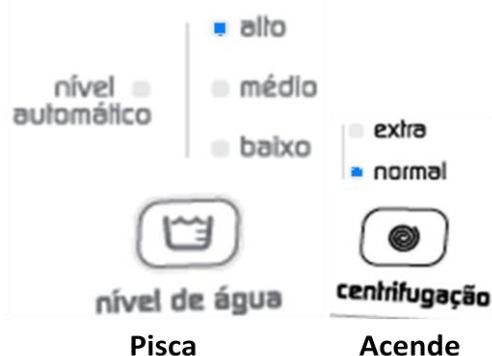 alto
nível
automático
médio
baixo
extra
normal
nível de água
centrifugação
Pisca
Acende